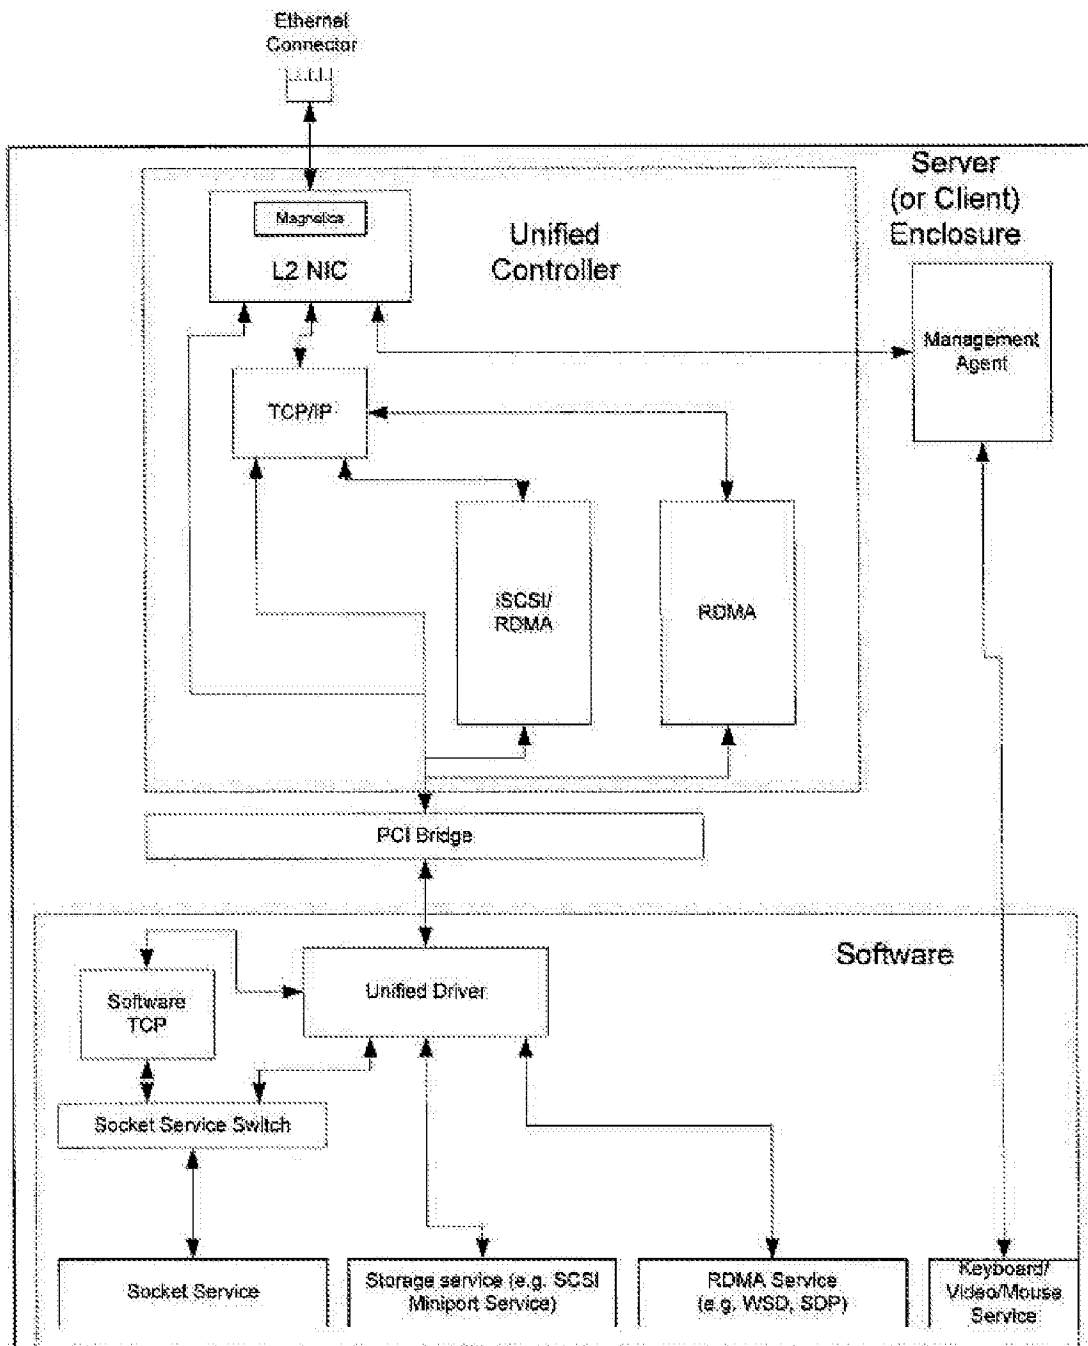 Ethernet
Connector
Server
(or Client)
Enclosure
Magnetics
L2 NIC
Unified
Controller
Management
Agent
TCP/IP
iSCSI/
RDMA
RDMA
PCI Bridge
Software
Unified Driver
Software
TCP
Socket Service Switch
Socket Service
Storage service (e.g. SCSI
Miniport Service)
RDMA Service
(e.g. WSD, SDP)
Keyboard/
Video/Mouse
Service